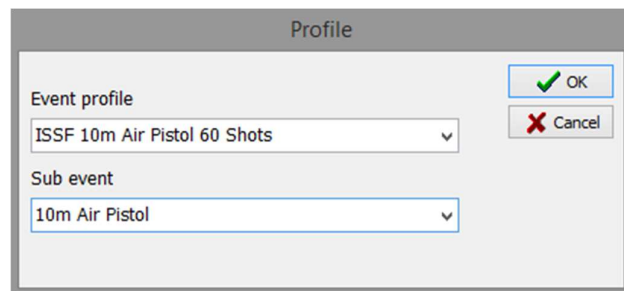 Profile
Event profile
OK
ISSF 10m Air Pistol 60 Shots
Cancel
Sub event
10m Air Pistol